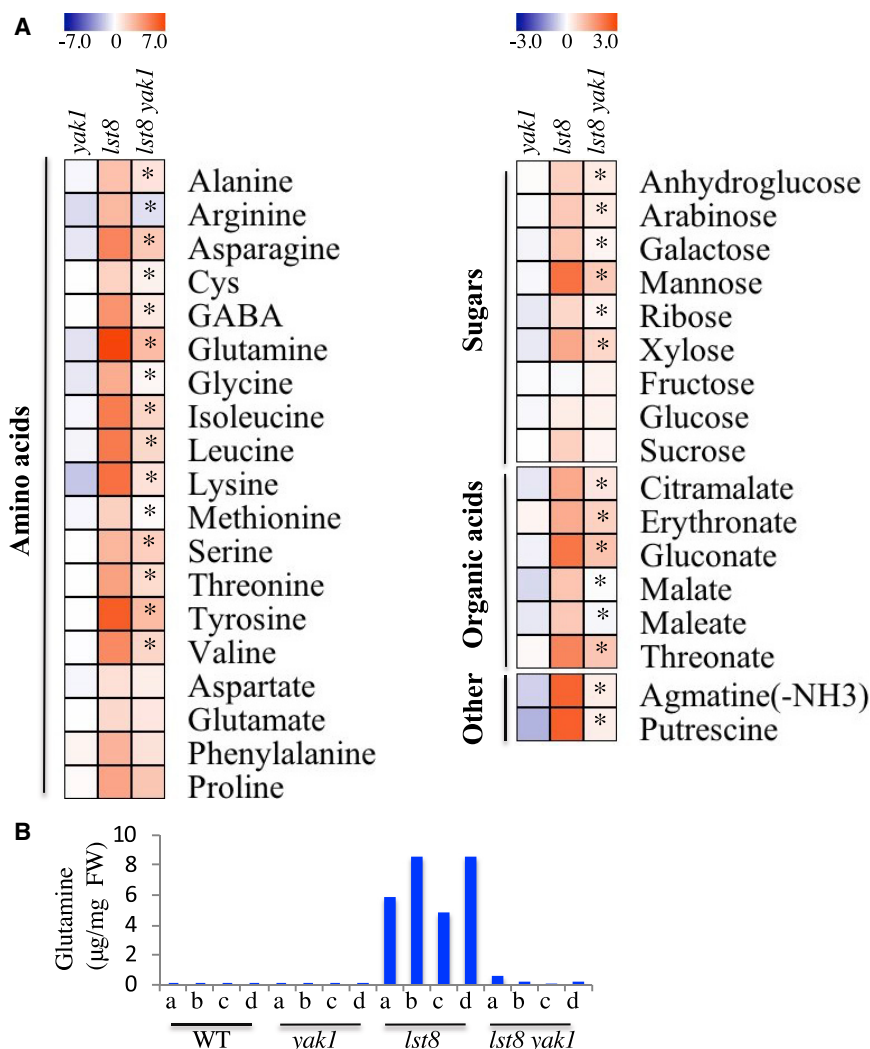 A
-7.0 0 7.0
yak1
lst8
lst8 yak1
Amino acids
* Alanine
* Arginine
* Asparagine
* Cys
* GABA
* Glutamine
* Glycine
* Isoleucine
* Leucine
* Lysine
* Methionine
* Serine
* Threonine
* Tyrosine
* Valine
Aspartate
Glutamate
Phenylalanine
Proline
-3.0 0 3.0
yak1
lst8
lst8 yak1
Sugars
* Anhydroglucose
* Arabinose
* Galactose
* Mannose
* Ribose
* Xylose
Fructose
Glucose
Sucrose
Organic acids
* Citramalate
* Erythronate
* Gluconate
* Malate
* Maleate
* Threonate
Other
* Agmatine(-NH3)
* Putrescine
B
Glutamine
(µg/mg FW)
10
8
6
4
2
0
a b c d a b c d a b c d a b c d
WT yak1 lst8 lst8 yak1